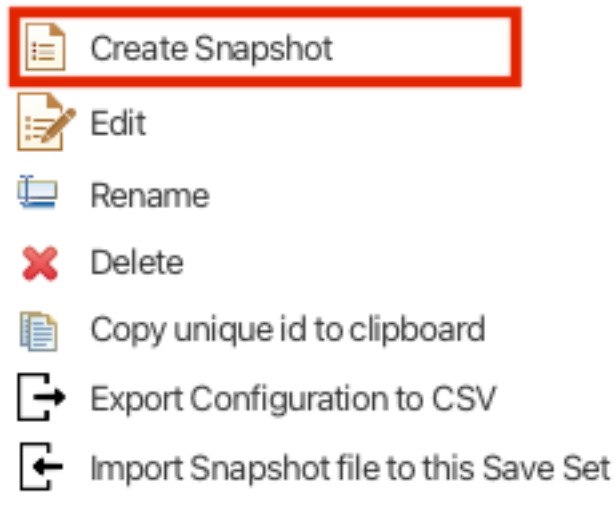 Create Snapshot
Edit
Rename
Delete
Copy unique id to clipboard
Export Configuration to CSV
Import Snapshot file to this Save Set